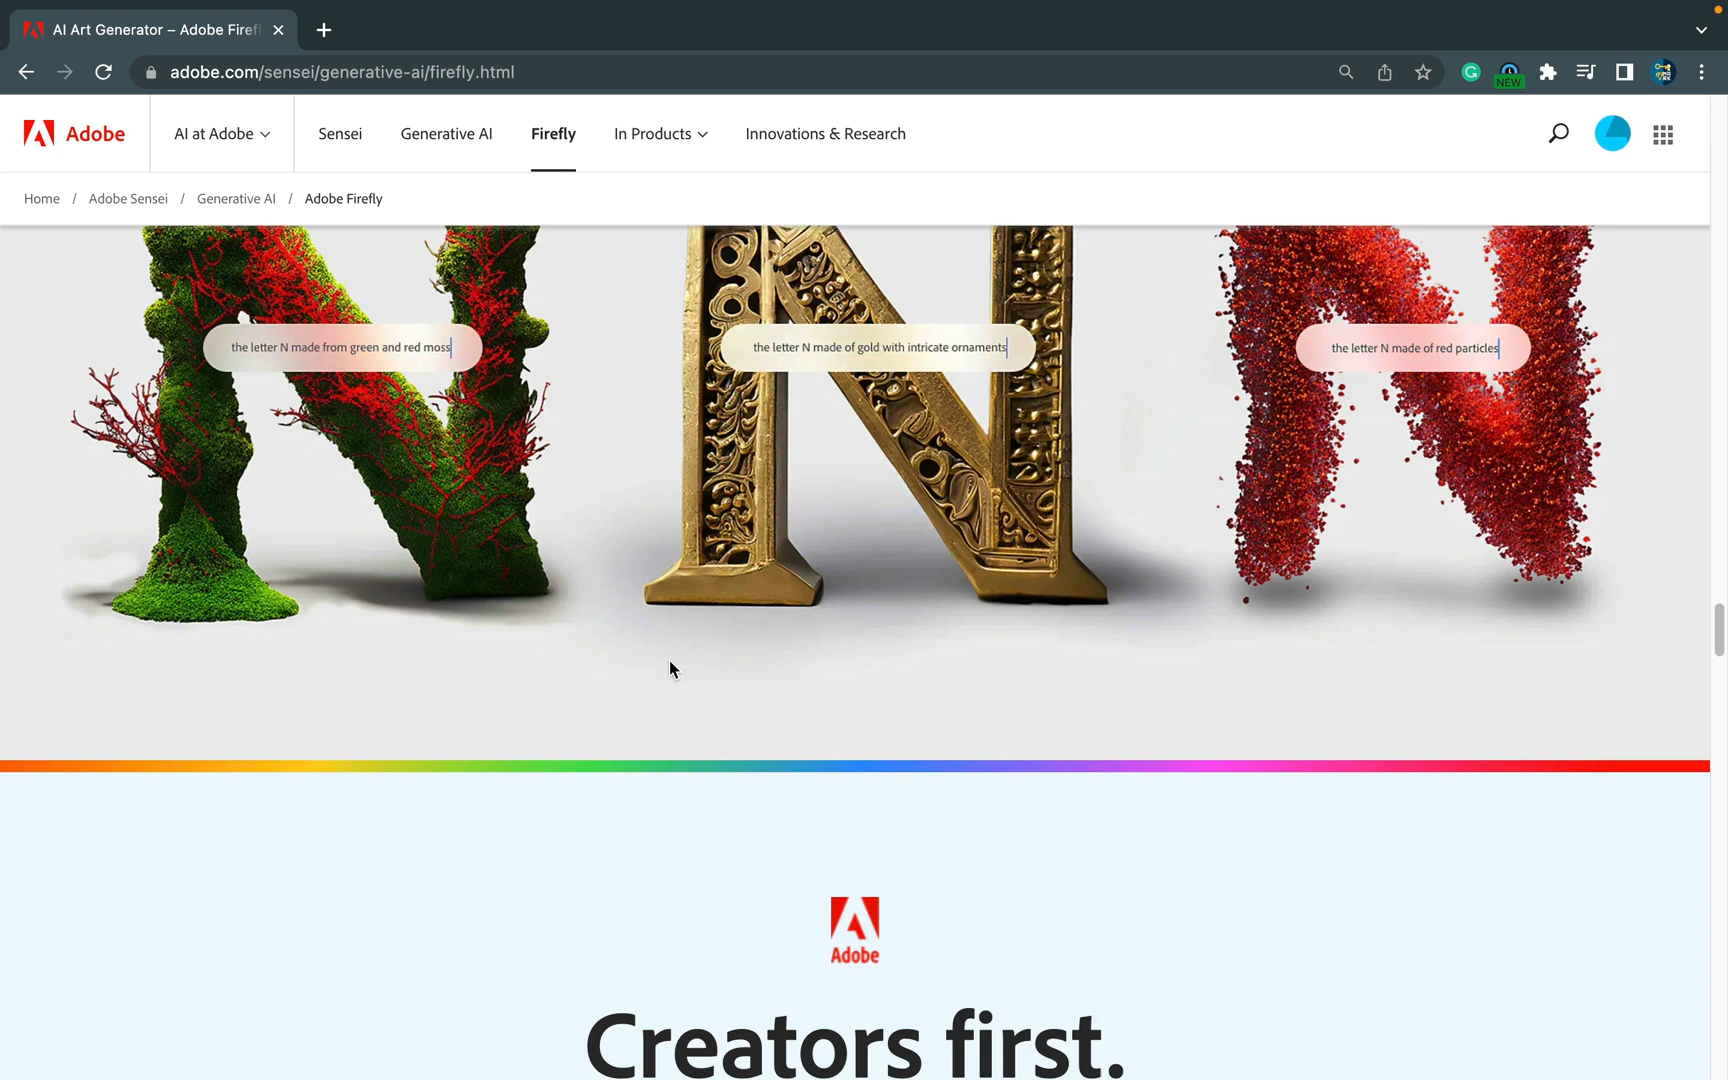 AI Art Generator – Adobe Firefl
adobe.com/sensei/generative-ai/firefly.html
NEW
Adobe
AI at Adobe
Sensei
Generative AI
Firefly
In Products
Innovations & Research
Home / Adobe Sensei / Generative AI / Adobe Firefly
the letter N made from green and red moss
the letter N made of gold with intricate ornaments
the letter N made of red particles
Adobe
Creators first.